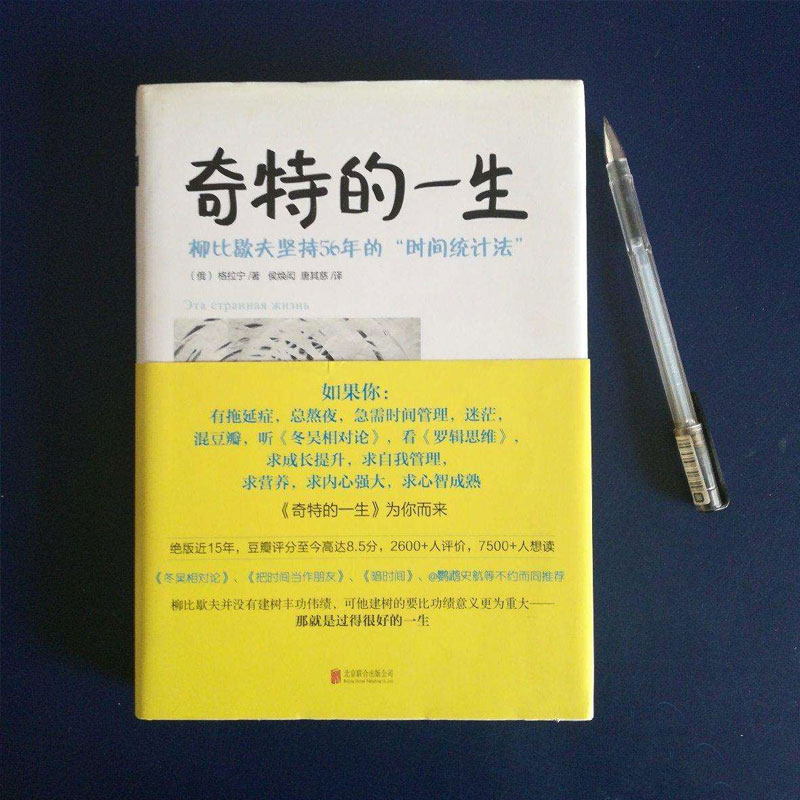 奇特的一生
柳比歇夫坚持56年的“时间统计法”
（俄）格拉宁/著 侯焕闳 唐其慈/译
Эта странная жизнь
如果你：
有拖延症，总熬夜，急需时间管理，迷茫，
混豆瓣，听《冬吴相对论》，看《罗辑思维》，
求成长提升，求自我管理，
求营养，求内心强大，求心智成熟
《奇特的一生》为你而来
绝版近15年，豆瓣评分至今高达8.5分，2600+人评价，7500+人想读
《冬吴相对论》、《把时间当作朋友》、《暗时间》、@鹦鹉史航等不约而同推荐
柳比歇夫并没有建树丰功伟绩，可他建树的要比功绩意义更为重大——
那就是过得很好的一生
北京联合出版公司